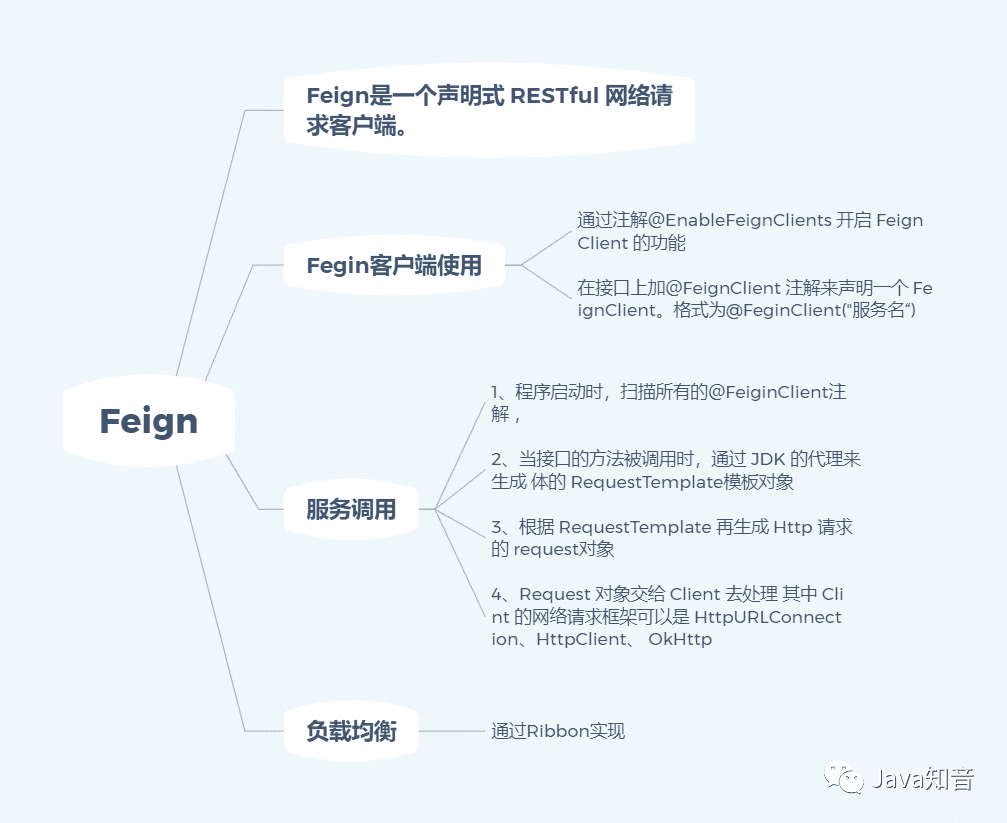 Feign是一个声明式 RESTful 网络请
求客户端。
Fegin客户端使用
通过注解@EnableFeignClients 开启 Feign
Client 的功能
在接口上加@FeignClient 注解来声明一个 Fe
ignClient。格式为@FeginClient("服务名“)
Feign
服务调用
1、程序启动时，扫描所有的@FeiginClient注
解 ，
2、当接口的方法被调用时，通过 JDK 的代理来
生成 体的 RequestTemplate模板对象
3、根据 RequestTemplate 再生成 Http 请求
的 request对象
4、Request 对象交给 Client 去处理 其中 Cli
nt 的网络请求框架可以是 HttpURLConnect
ion、HttpClient、 OkHttp
负载均衡
通过Ribbon实现
Java知音